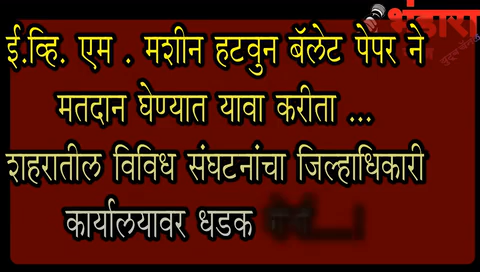 भंडारा
ई.व्हि. एम . मशीन हटवुन बॅलेट पेपर ने
मतदान घेण्यात यावा करीता ...
शहरातील विविध संघटनांचा जिल्हाधिकारी
कार्यालयावर धडक